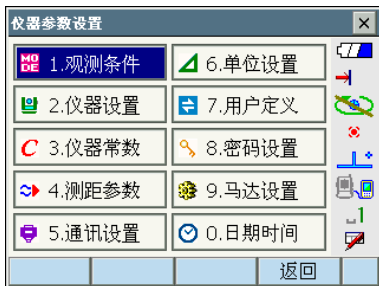 仪器参数设置
MODE 1.观测条件
2.仪器设置
C 3.仪器常数
4.测距参数
5.通讯设置
6.单位设置
7.用户定义
8.密码设置
9.马达设置
0.日期时间
1
返回